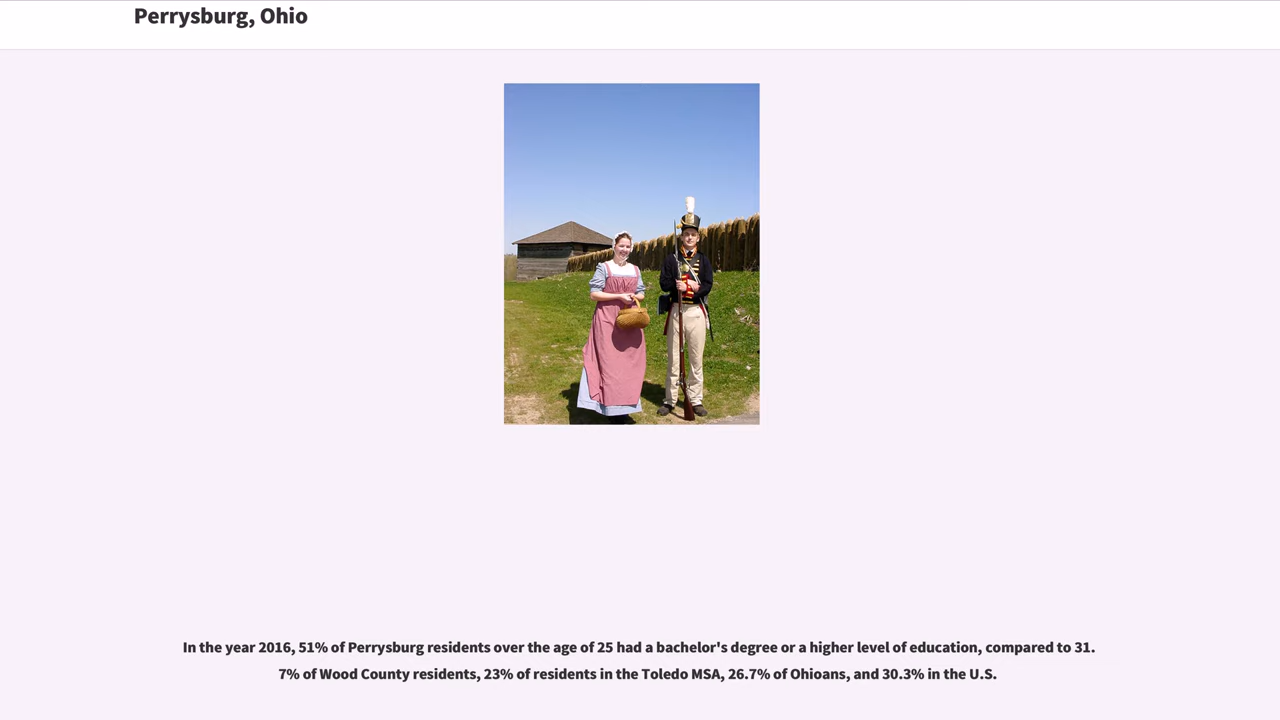 Perrysburg, Ohio
In the year 2016, 51% of Perrysburg residents over the age of 25 had a bachelor's degree or a higher level of education, compared to 31.
7% of Wood County residents, 23% of residents in the Toledo MSA, 26.7% of Ohioans, and 30.3% in the U.S.